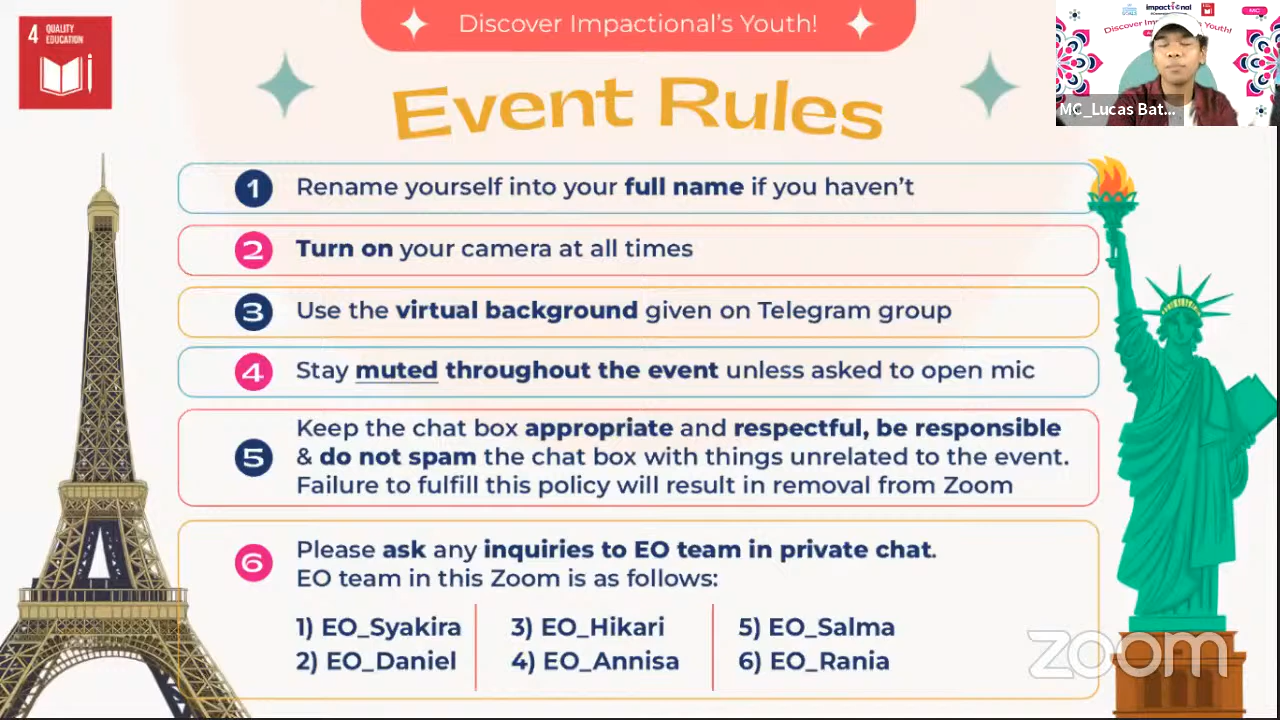 4 QUALITY
EDUCATION
Discover Impactional's Youth!
impactional
MC
Discover Im
Youth!
MC_Lucas Bat...
Event Rules
1 Rename yourself into your full name if you haven't
2 Turn on your camera at all times
3 Use the virtual background given on Telegram group
4 Stay muted throughout the event unless asked to open mic
5 Keep the chat box appropriate and respectful, be responsible
& do not spam the chat box with things unrelated to the event.
Failure to fulfill this policy will result in removal from Zoom
6 Please ask any inquiries to EO team in private chat.
EO team in this Zoom is as follows:
1) EO_Syakira 3) EO_Hikari 5) EO_Salma
2) EO_Daniel 4) EO_Annisa 6) EO_Rania
zoom